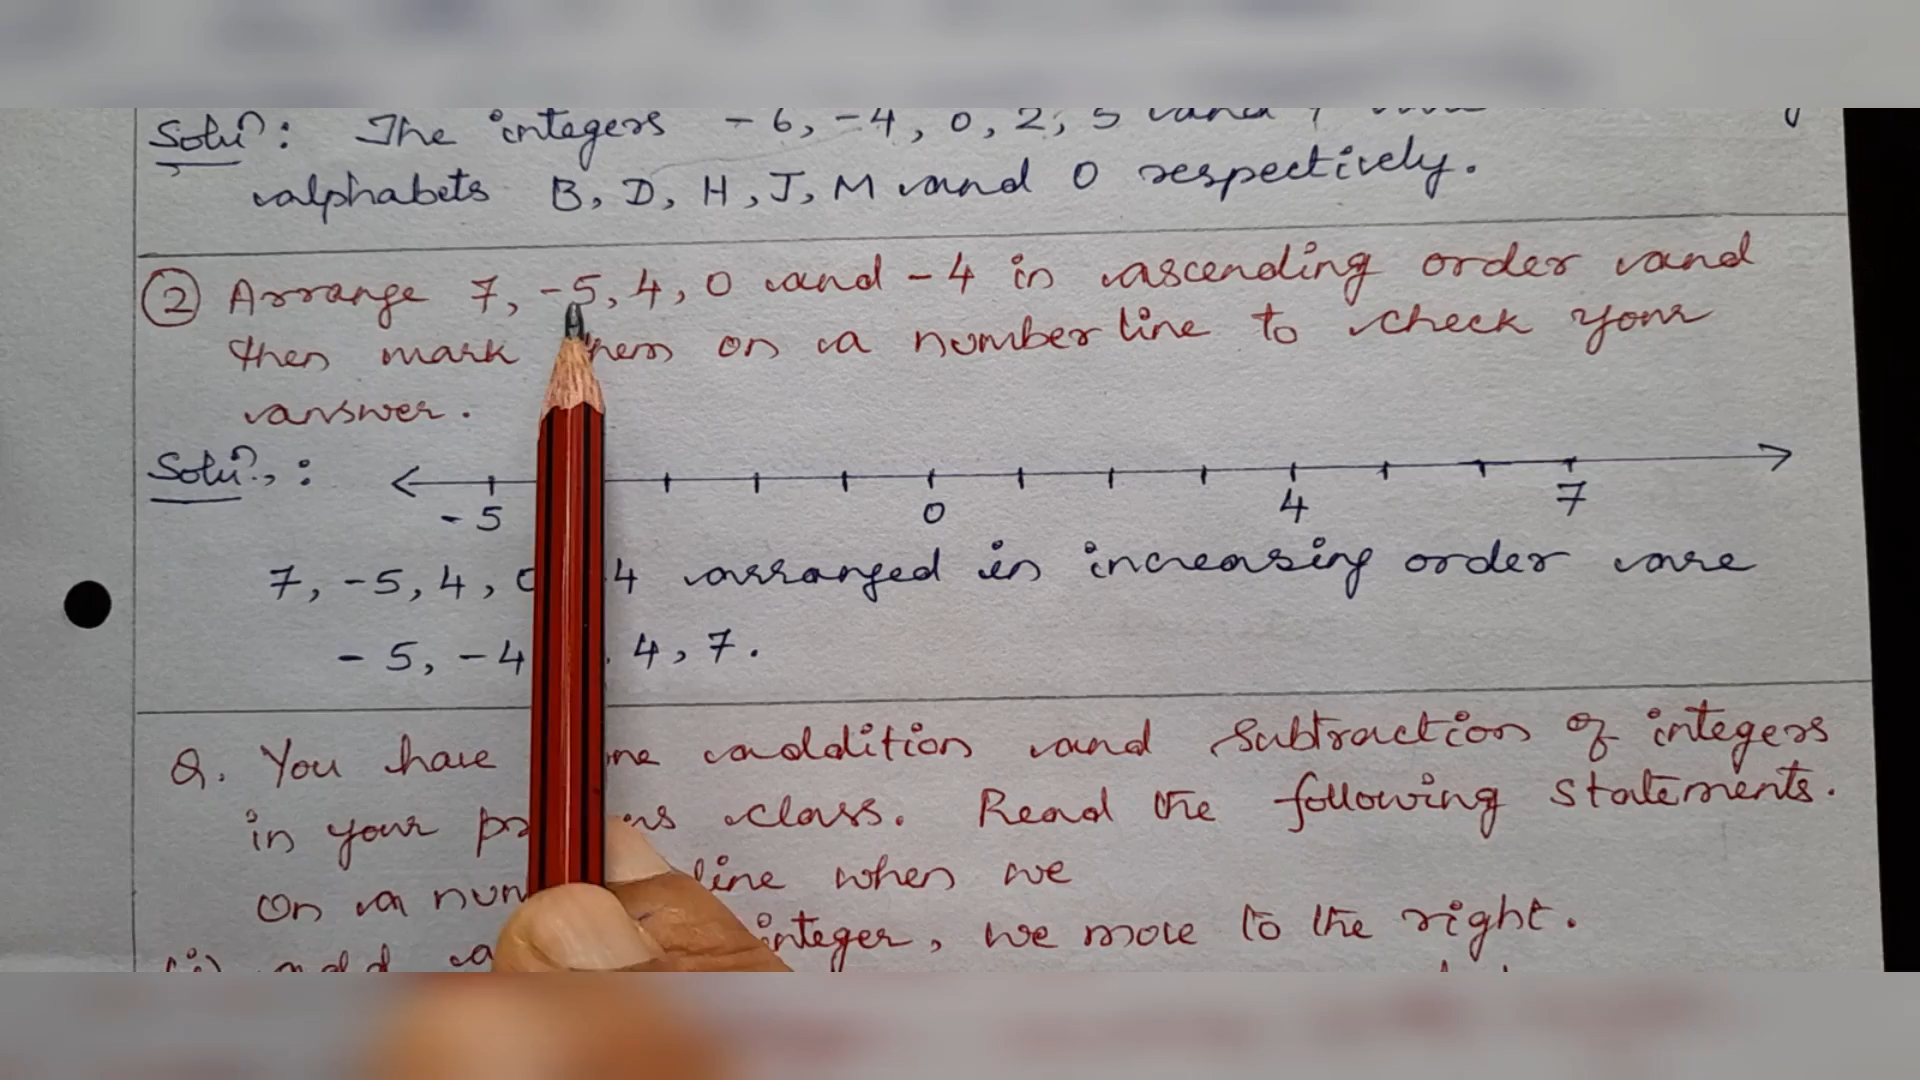 Solun: The integers -6, -4, 0, 2, 5 and
alphabets B, D, H, J, M and O respectively.
② Arrange 7, -5, 4, 0 and -4 in ascending order and
then mark on a number line to check your
answer.
Solun.,:
-5 0 4 7
7, -5, 4, 4 arranged in increasing order are
-5, -4 4, 7.
Q. You have addition and subtraction of integers
in your class. Read the following statements.
On a line when we
integer, we move to the right.